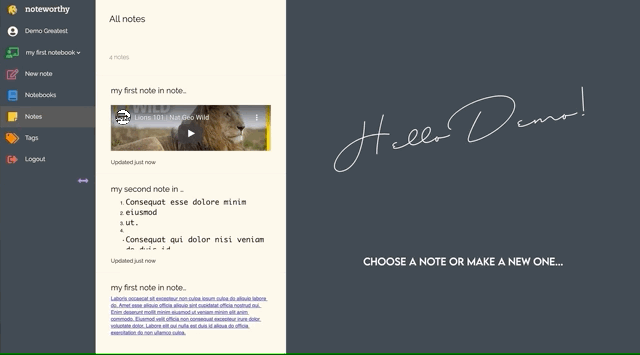 noteworthy
Demo Greatest
my first notebook
New note
Notebooks
Notes
Tags
Logout
All notes
4 notes
my first note in note...
Lions 101 | Nat Geo Wild
Updated just now
my second note in ...
1. Consequat esse dolore minim
2. eiusmod
3. ut.
4.
Consequat qui dolor nisi veniam
Updated just now
my first note in note...
Laboris occaecat sit excepteur non culpa ipsum culpa do aliquip labore
do. Amet esse aliquip officia aliquip sint cupidatat officia nostrud qui.
Enim deserunt mollit minim eiusmod ut veniam minim elit anim
commodo. Eiusmod velit officia non consequat excepteur irure dolor
voluptate dolor. Labore elit qui nulla est duis id aliqua do officia
exercitation do non ullamco culpa.
Hello Demo!
CHOOSE A NOTE OR MAKE A NEW ONE...